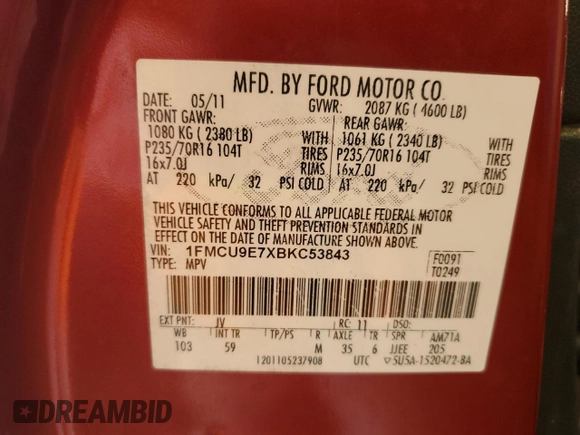 MFD. BY FORD MOTOR CO.
DATE: 05/11 GVWR: 2087 KG ( 4600 LB)
FRONT GAWR: REAR GAWR:
1080 KG ( 2380 LB) WITH 1061 KG ( 2340 LB) WITH
P235/70R16 104T TIRES P235/70R16 104T TIRES
16x7.0J RIMS 16x7.0J RIMS
AT 220 kPa/ 32 PSI COLD AT 220 kPa/ 32 PSI COLD
THIS VEHICLE CONFORMS TO ALL APPLICABLE FEDERAL MOTOR
VEHICLE SAFETY AND THEFT PREVENTION STANDARDS IN
EFFECT ON THE DATE OF MANUFACTURE SHOWN ABOVE.
VIN: 1FMCU9E7XBKC53843 F0091
TYPE: MPV T0249
EXT PNT: JV RC: 11 DSO:
WB INT TR TP/PS R AXLE TR SPR AM71A
103 59 M 35 6 JJEE 205
1201105237908 UTC ▽5U5A-1520472-BA
DREAMBID